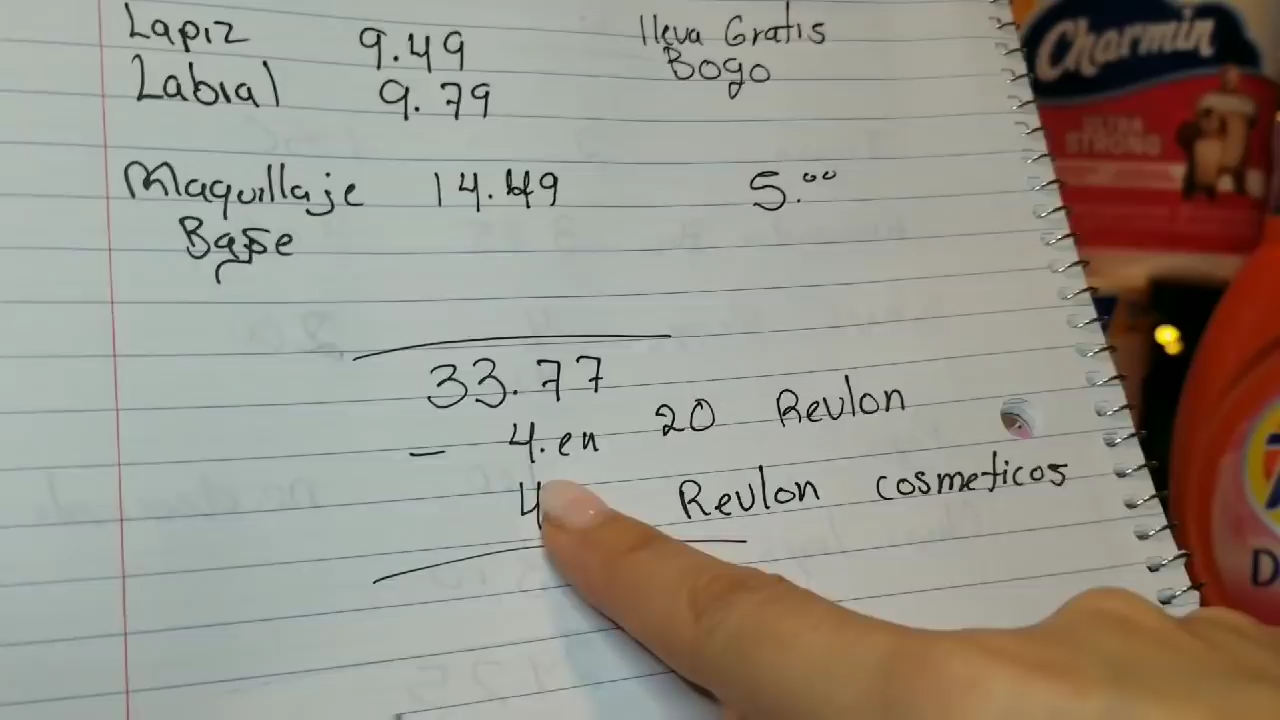 Lapiz 9.49 lleva Gratis
Labial 9.79 Bogo
Maquillaje 14.49 5.00
Base
33.77
- 4.en 20 Revlon
4 Revlon cosmeticos
Charmin
ULTRA
STRONG
D